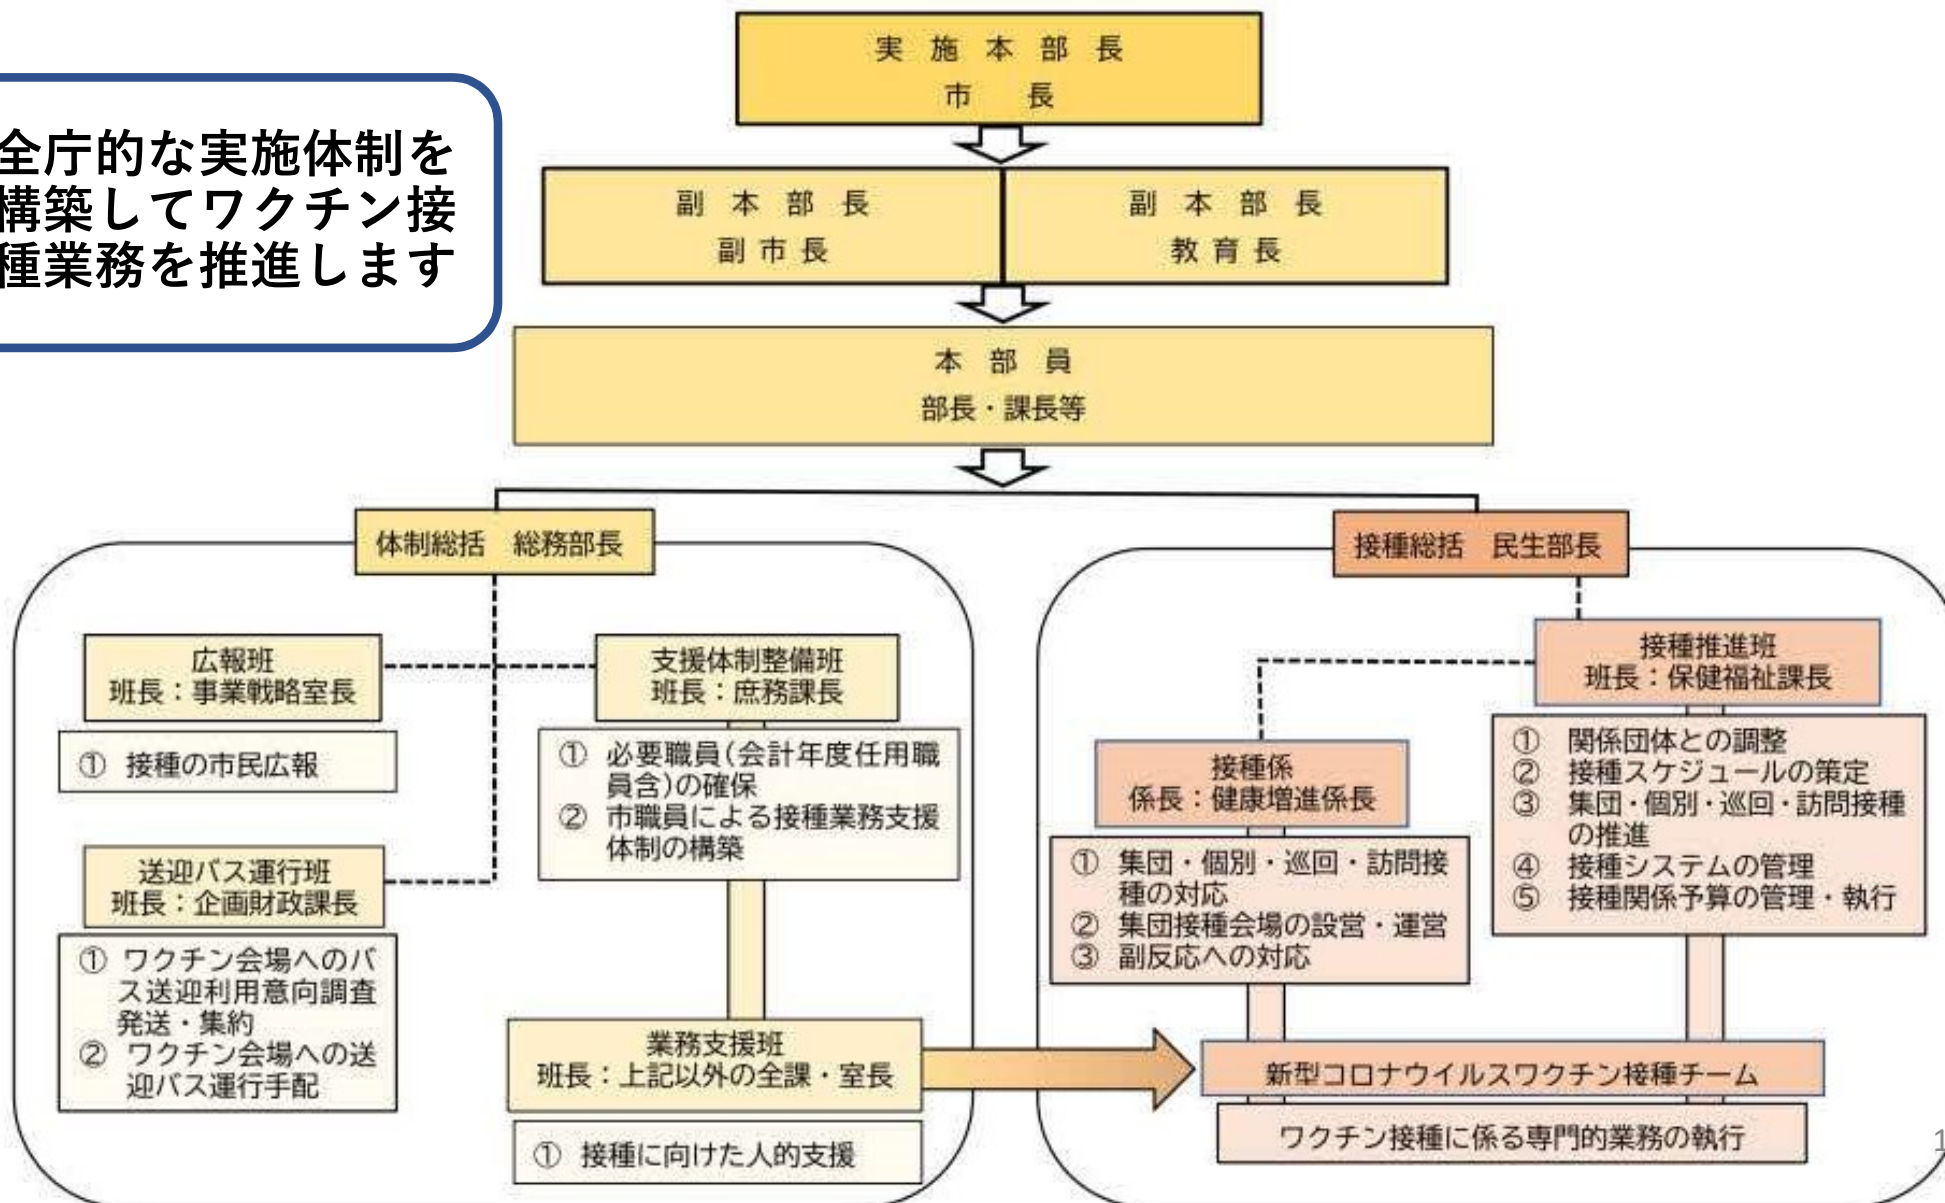 全庁的な実施体制を
構築してワクチン接
種業務を推進します
実施本部長
市長
副本部長
副市長
副本部長
教育長
本部員
部長・課長等
体制総括　総務部長
広報班
班長：事業戦略室長
① 接種の市民広報
送迎バス運行班
班長：企画財政課長
① ワクチン会場へのバ
ス送迎利用意向調査
発送・集約
② ワクチン会場への送
迎バス運行手配
支援体制整備班
班長：庶務課長
① 必要職員(会計年度任用職
員含)の確保
② 市職員による接種業務支援
体制の構築
業務支援班
班長：上記以外の全課・室長
① 接種に向けた人的支援
接種総括　民生部長
接種推進班
班長：保健福祉課長
① 関係団体との調整
② 接種スケジュールの策定
③ 集団・個別・巡回・訪問接種
の推進
④ 接種システムの管理
⑤ 接種関係予算の管理・執行
接種係
係長：健康増進係長
① 集団・個別・巡回・訪問接
種の対応
② 集団接種会場の設営・運営
③ 副反応への対応
新型コロナウイルスワクチン接種チーム
ワクチン接種に係る専門的業務の執行